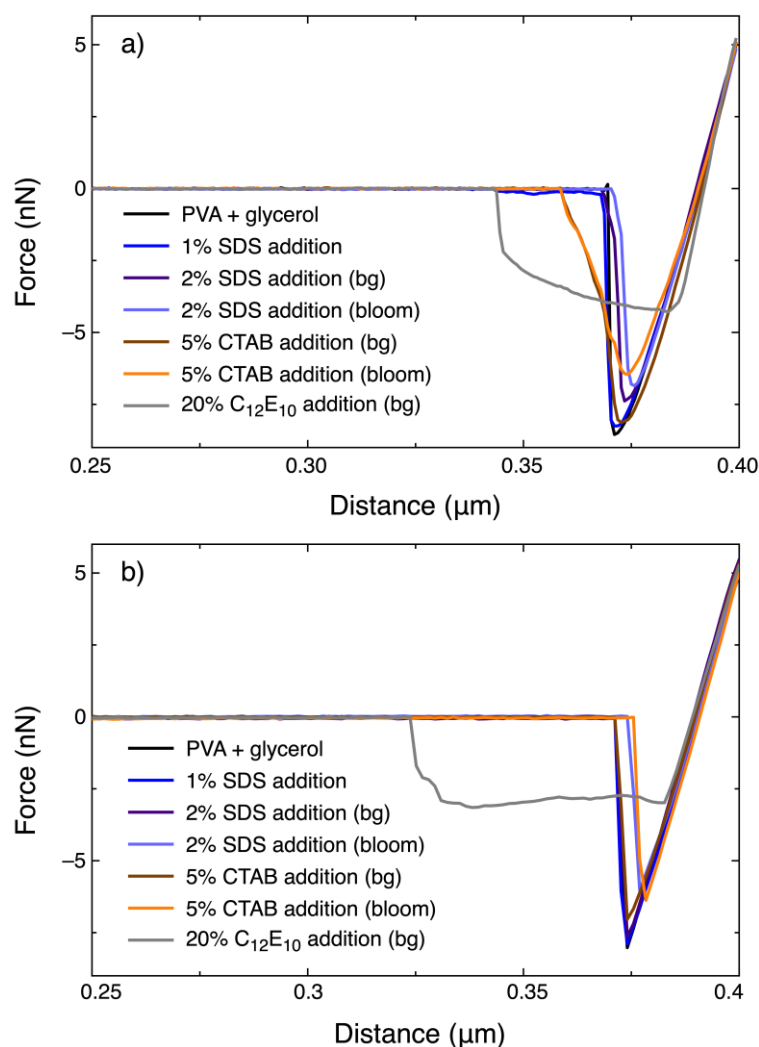 a)
5
0
−5
Force (nN)
PVA + glycerol
1% SDS addition
2% SDS addition (bg)
2% SDS addition (bloom)
5% CTAB addition (bg)
5% CTAB addition (bloom)
20% C₁₂E₁₀ addition (bg)
0.25 0.30 0.35 0.40
Distance (μm)
b)
5
0
−5
Force (nN)
PVA + glycerol
1% SDS addition
2% SDS addition (bg)
2% SDS addition (bloom)
5% CTAB addition (bg)
5% CTAB addition (bloom)
20% C₁₂E₁₀ addition (bg)
0.25 0.3 0.35 0.4
Distance (μm)